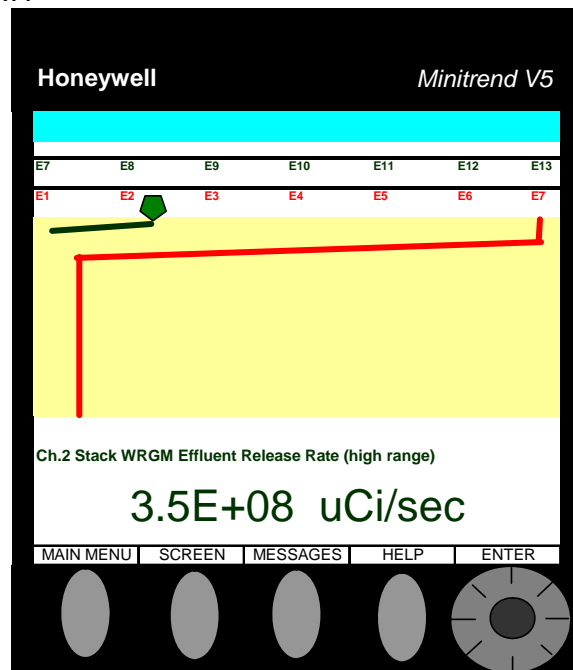 Honeywell Minitrend V5
E7 E8 E9 E10 E11 E12 E13
E1 E2 E3 E4 E5 E6 E7
Ch.2 Stack WRGM Effluent Release Rate (high range)
3.5E+08 uCi/sec
MAIN MENU SCREEN MESSAGES HELP ENTER